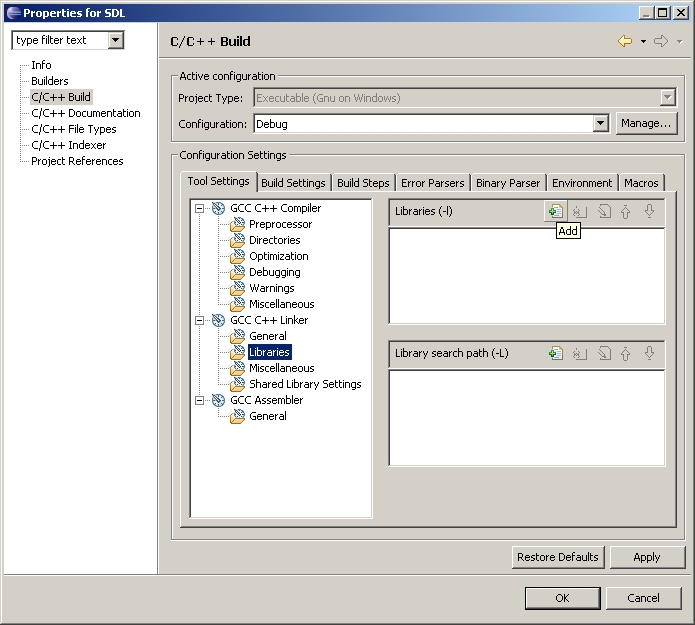 Properties for SDL
type filter text
Info
Builders
C/C++ Build
C/C++ Documentation
C/C++ File Types
C/C++ Indexer
Project References
C/C++ Build
Active configuration
Project Type: Executable (Gnu on Windows)
Configuration: Debug Manage...
Configuration Settings
Tool Settings Build Settings Build Steps Error Parsers Binary Parser Environment Macros
GCC C++ Compiler
Preprocessor
Directories
Optimization
Debugging
Warnings
Miscellaneous
GCC C++ Linker
General
Libraries
Miscellaneous
Shared Library Settings
GCC Assembler
General
Libraries (-l)
Add
Library search path (-L)
Restore Defaults Apply
OK Cancel